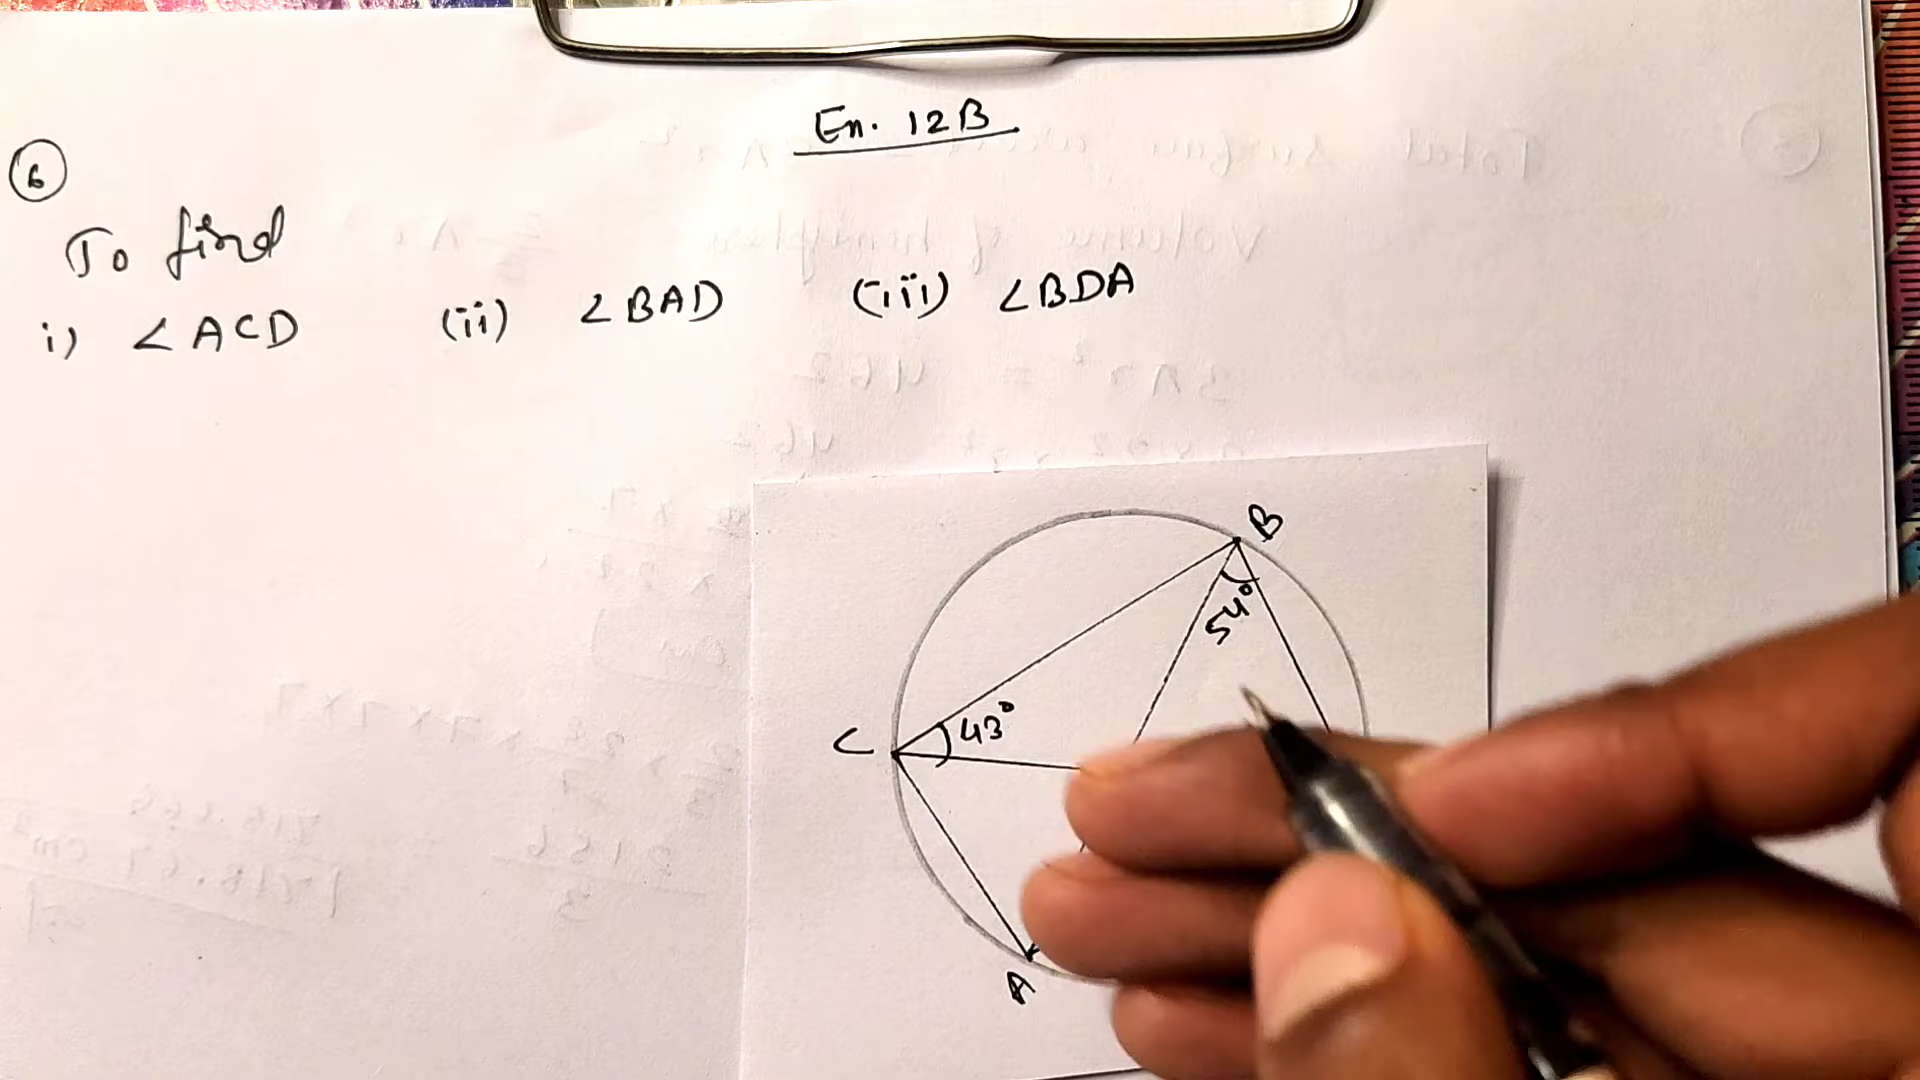 Ex. 12B
6
To find
i) ∠ACD (ii) ∠BAD (iii) ∠BDA
B
54°
43°
C
A